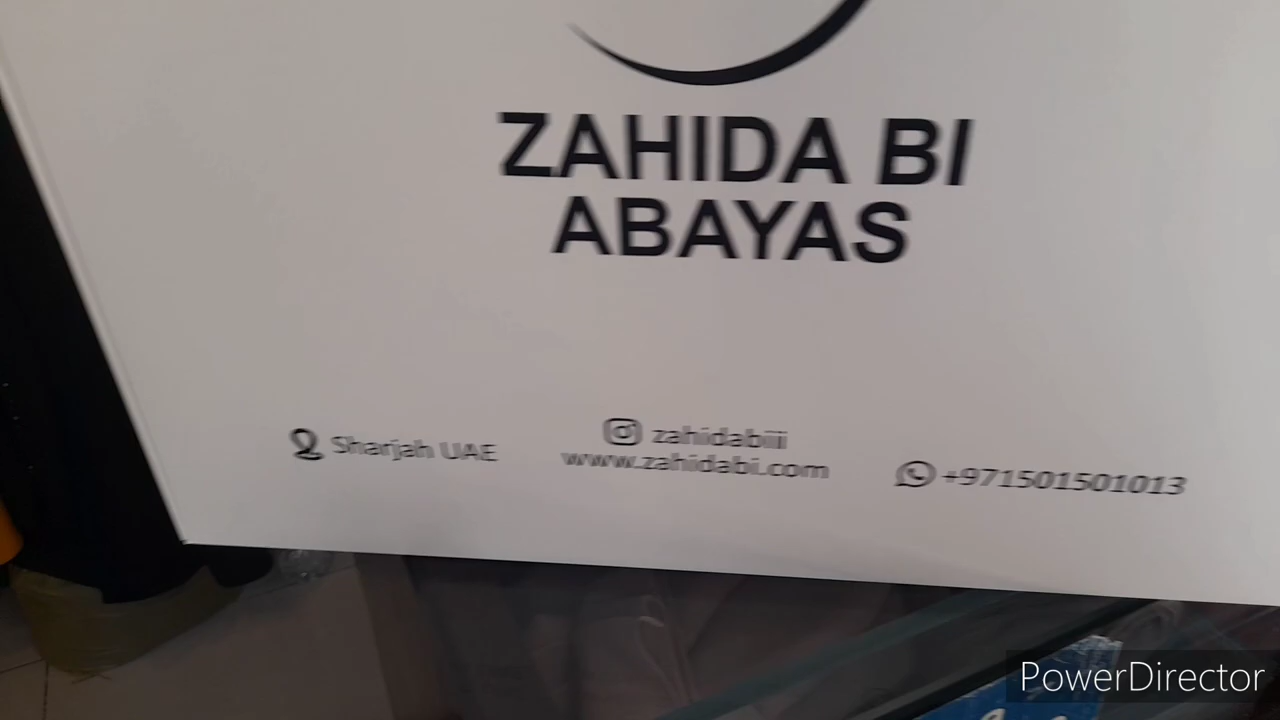 ZAHIDA BI
ABAYAS
Sharjah UAE
zahidabiii
www.zahidabi.com
+971501501013
PowerDirector